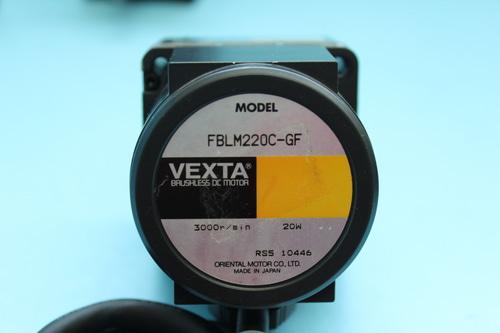 MODEL
FBLM220C-GF
VEXTA®
BRUSHLESS DC MOTOR
3000r/min 20W
RS5 10446
ORIENTAL MOTOR CO., LTD.
MADE IN JAPAN